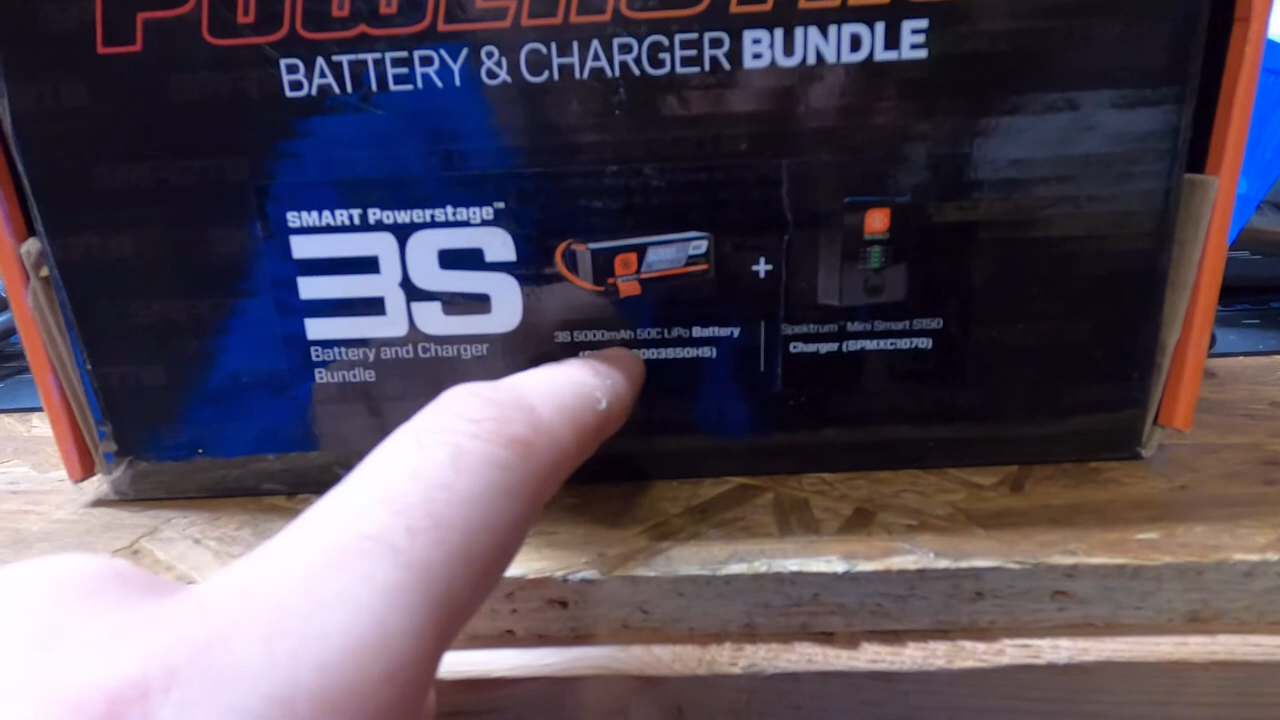 BATTERY & CHARGER BUNDLE
SMART Powerstage™
3S
Battery and Charger
Bundle
3S 5000mAh 50C LiPo Battery
+
Spektrum™ Mini Smart S150
Charger (SPMXC1070)